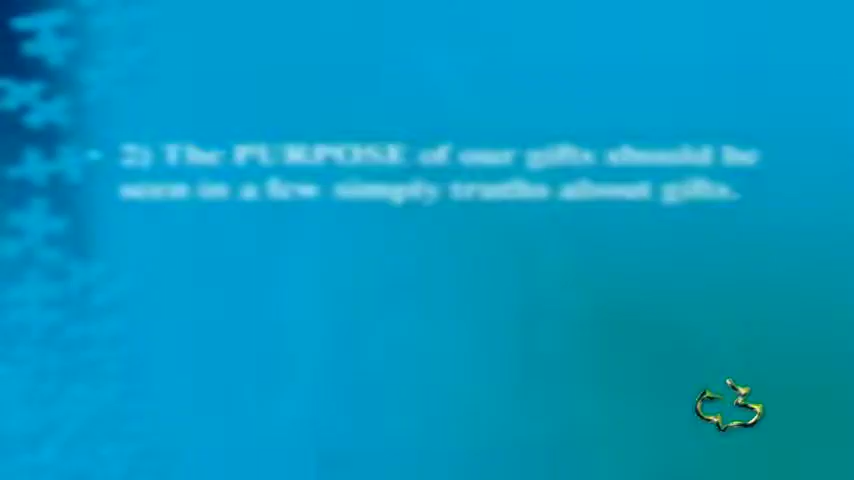 • 2) The PURPOSE of our gifts should be
seen in a few simply truths about gifts.